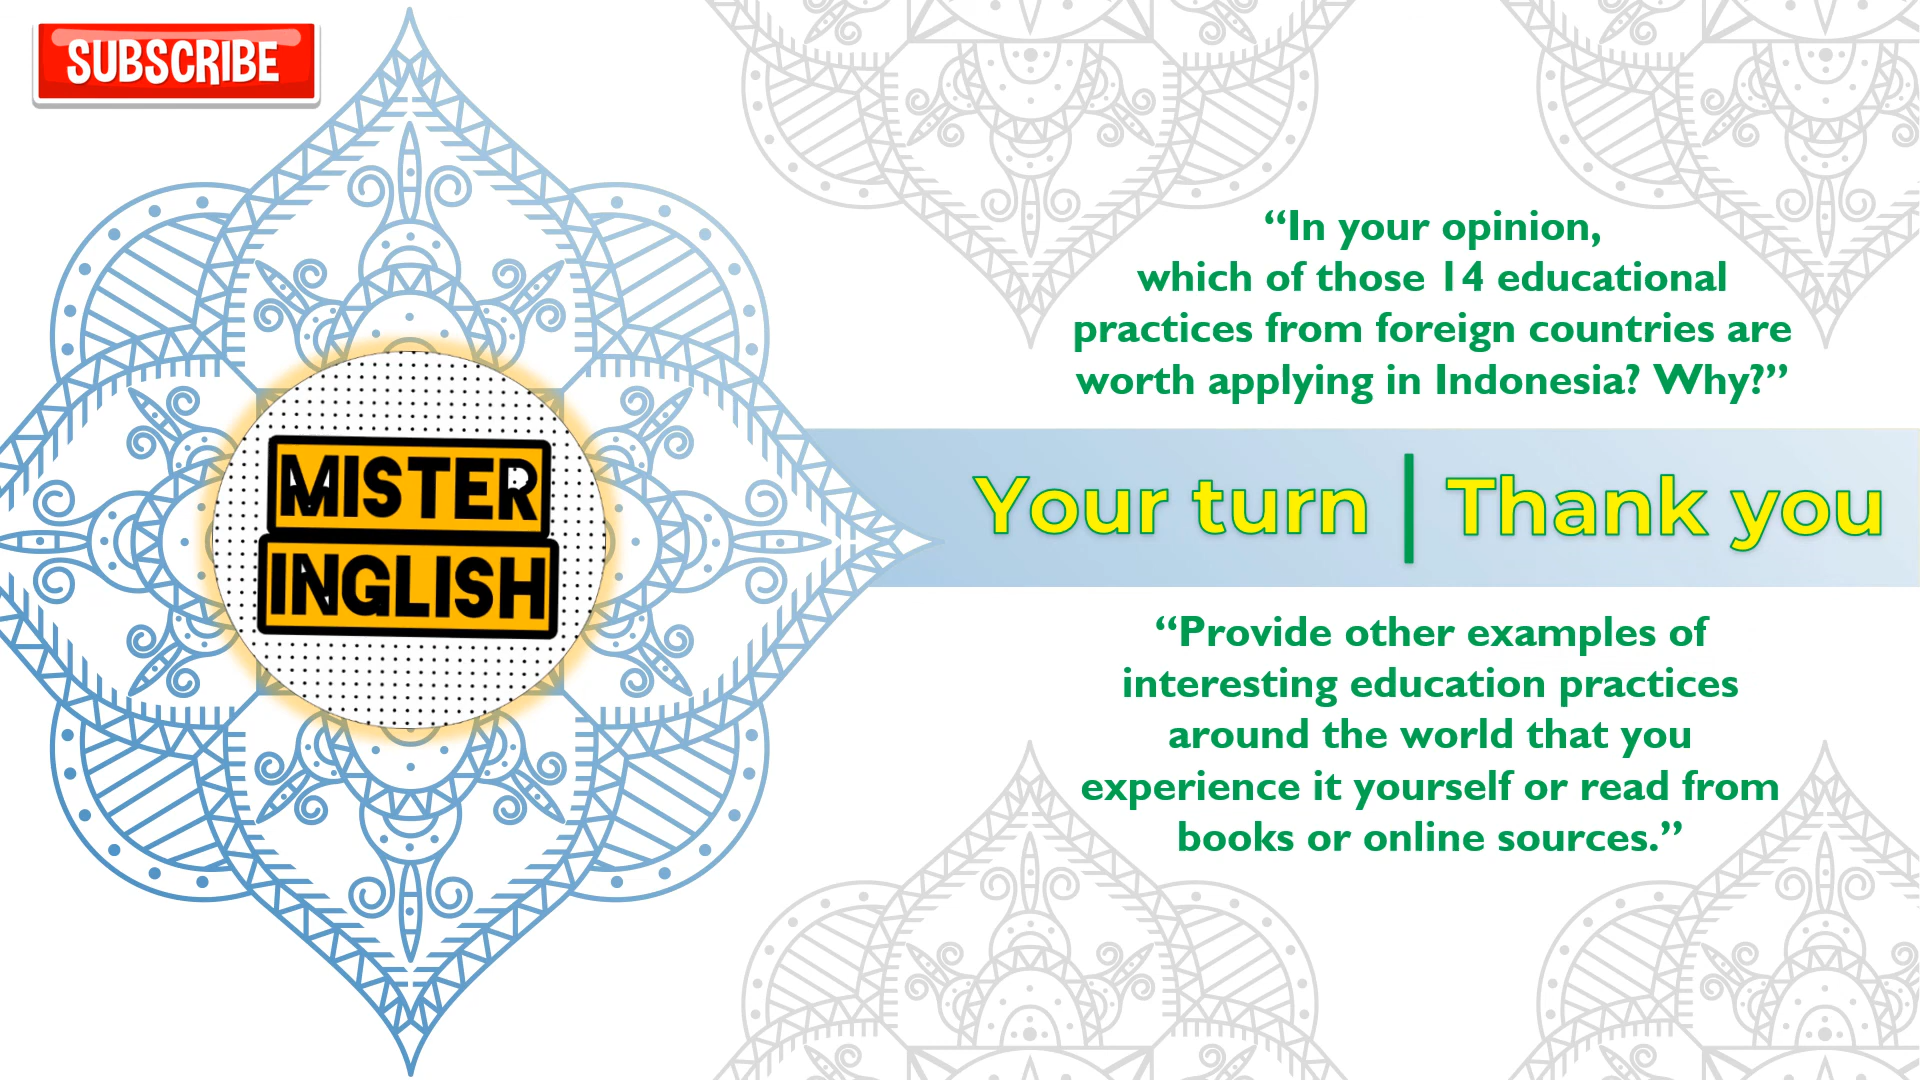 SUBSCRIBE
MISTER
INGLISH
“In your opinion,
which of those 14 educational
practices from foreign countries are
worth applying in Indonesia? Why?”
Your turn | Thank you
“Provide other examples of
interesting education practices
around the world that you
experience it yourself or read from
books or online sources.”